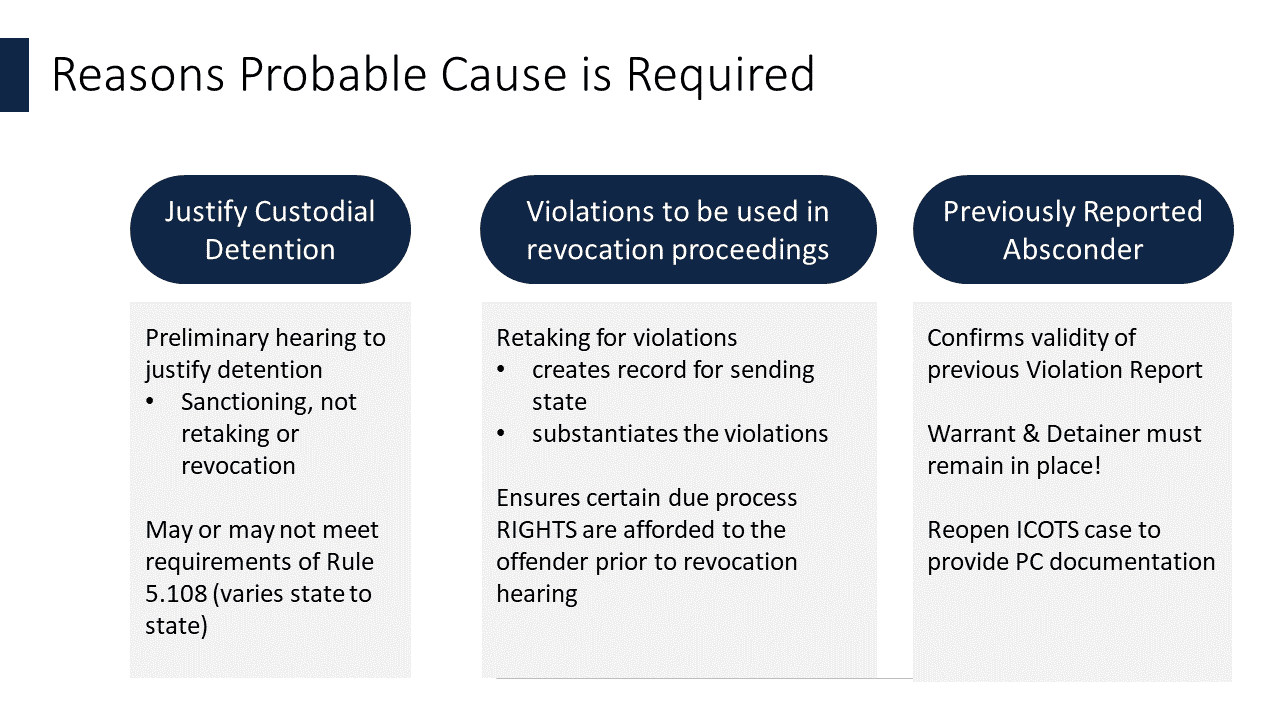 Reasons Probable Cause is Required
Justify Custodial
Detention
Preliminary hearing to
justify detention
• Sanctioning, not
retaking or
revocation
May or may not meet
requirements of Rule
5.108 (varies state to
state)
Violations to be used in
revocation proceedings
Retaking for violations
• creates record for sending
state
• substantiates the violations
Ensures certain due process
RIGHTS are afforded to the
offender prior to revocation
hearing
Previously Reported
Absconder
Confirms validity of
previous Violation Report
Warrant & Detainer must
remain in place!
Reopen ICOTS case to
provide PC documentation